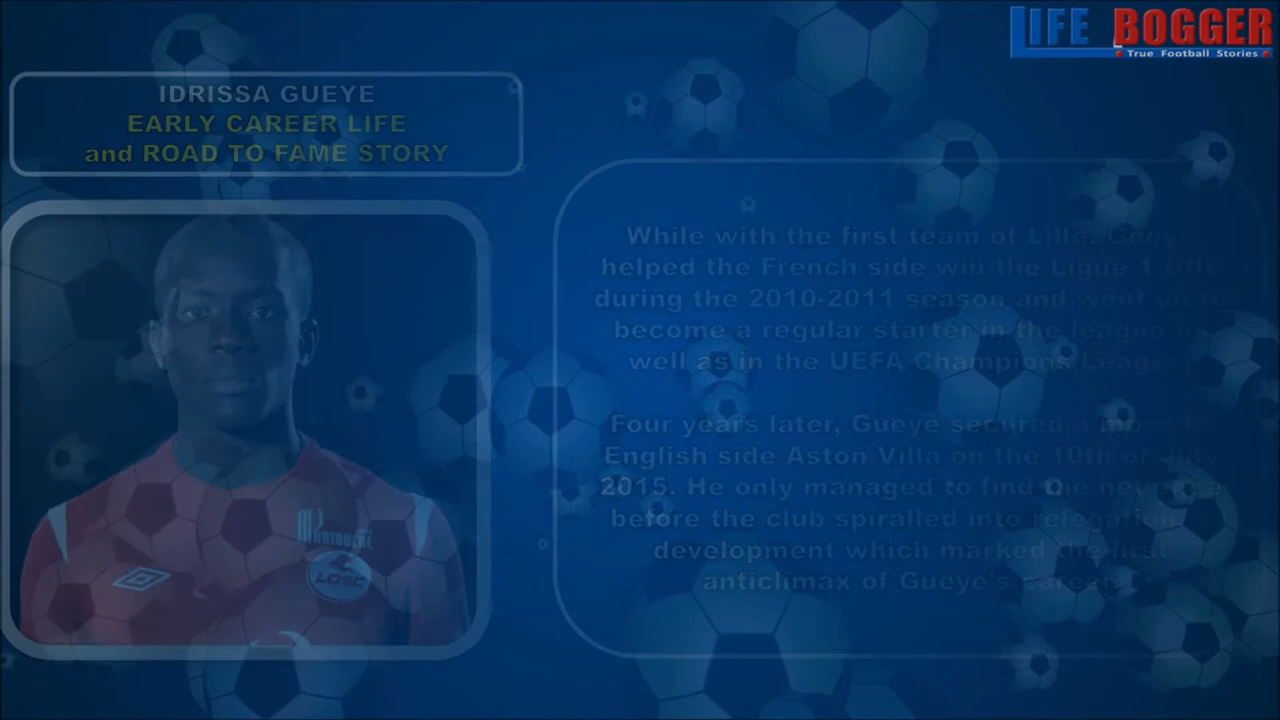 LIFE BOGGER
True Football Stories
IDRISSA GUEYE
EARLY CAREER LIFE
and ROAD TO FAME STORY
While with the first team of Lille. Gueye
helped the French side win the Ligue 1 title
during the 2010-2011 season and went
become a regular starter in the league as
well as in the UEFA Champions League.
Four years later, Gueye secured a move to
English side Aston Villa on the 10th of July
2015. He only managed to find the net
before the club spiralled into relegation
development which marked the first
anticlimax of Gueye's career
LOSC